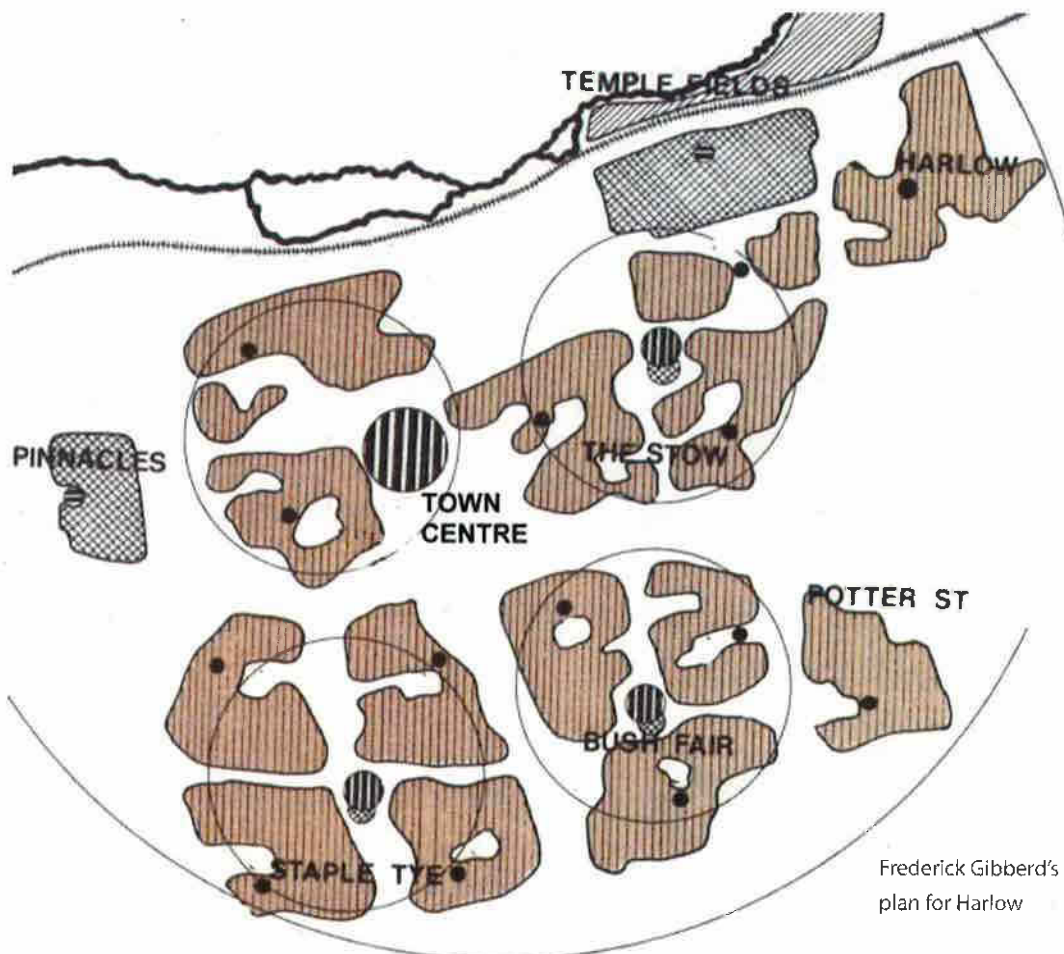 TEMPLE FIELDS
HARLOW
PINNACLES
THE STOW
TOWN
CENTRE
POTTER ST
BUSH FAIR
STAPLE TYE
Frederick Gibberd's
plan for Harlow